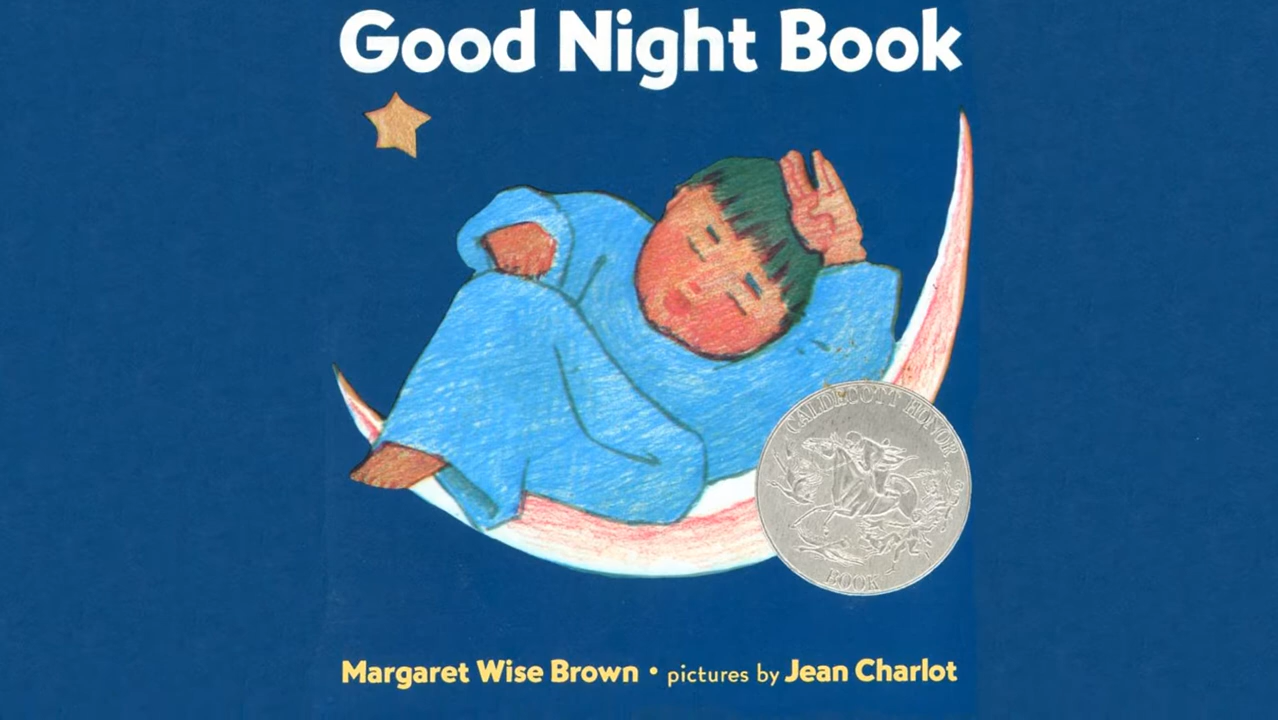 Good Night Book
CALDECOTT HONOR
BOOK
Margaret Wise Brown • pictures by Jean Charlot